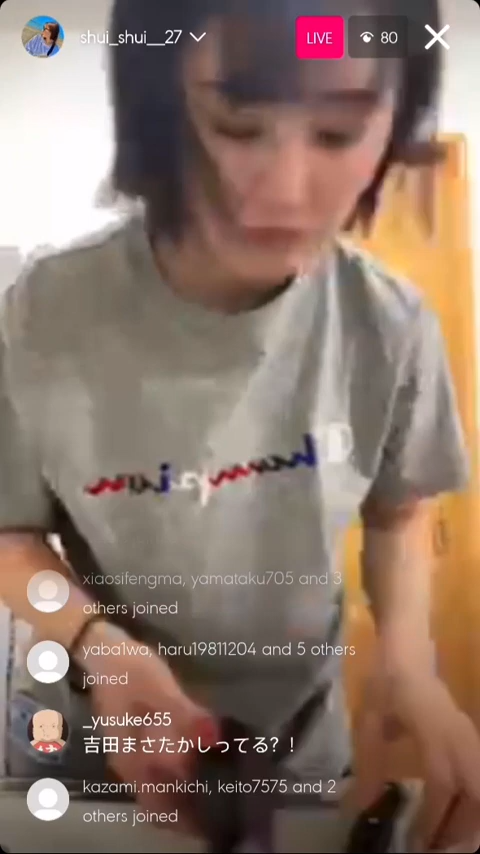 shui_shui__27
LIVE
80
Champion
xiaosifengma, yamataku705 and 3
others joined
yaba1wa, haru19811204 and 5 others
joined
_yusuke655
吉田まさたかしってる?!
kazami.mankichi, keito7575 and 2
others joined